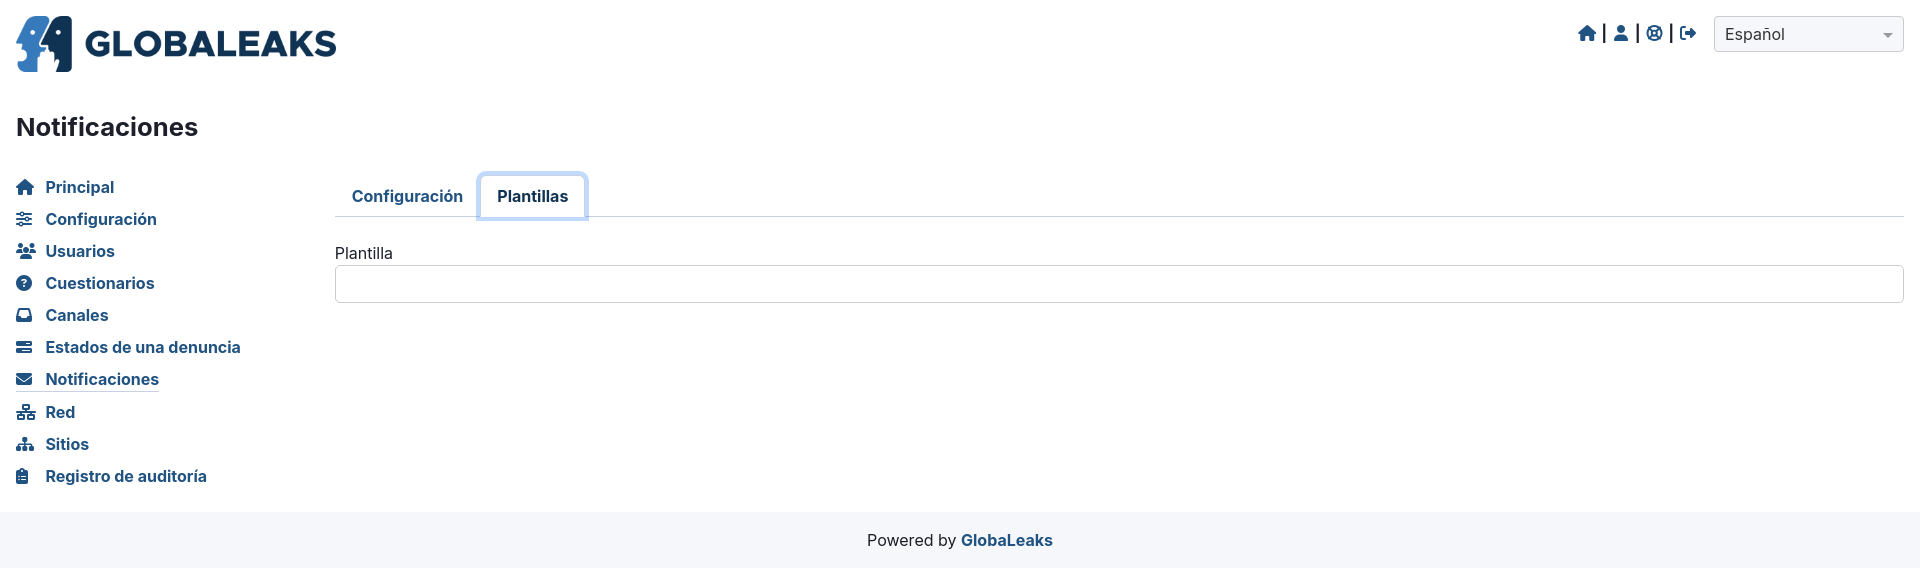 GLOBALEAKS
| | |
Español
Notificaciones
Principal
Configuración
Usuarios
Cuestionarios
Canales
Estados de una denuncia
Notificaciones
Red
Sitios
Registro de auditoría
Configuración
Plantillas
Plantilla
Powered by GlobaLeaks